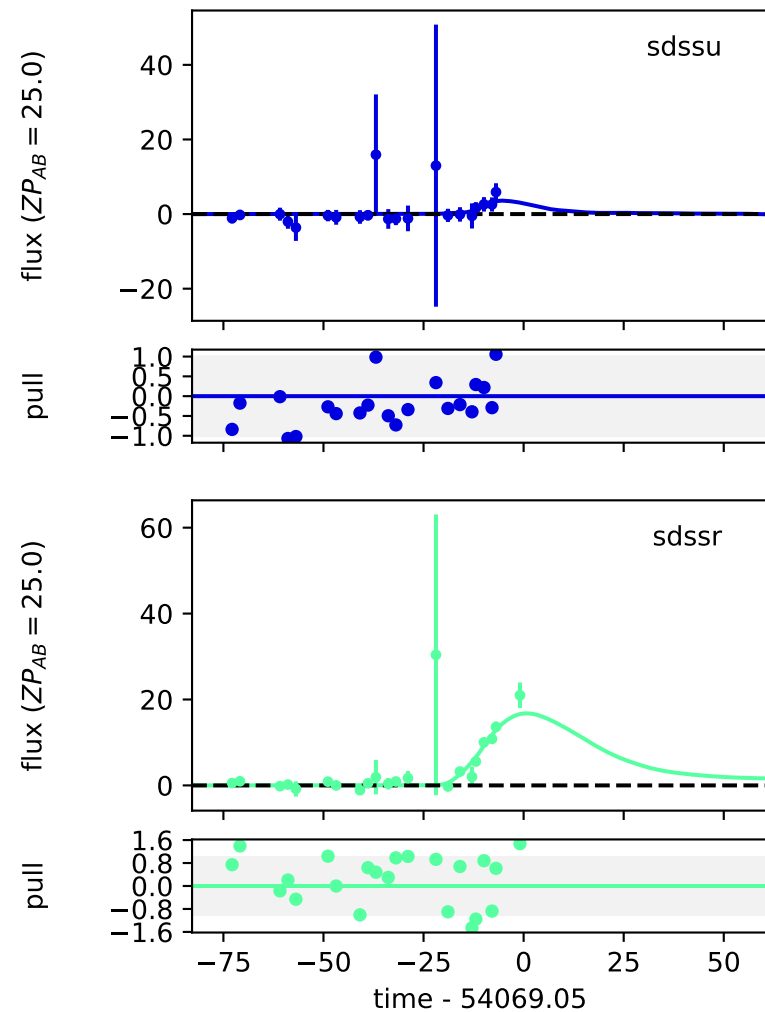 sdssu
flux (ZP_AB = 25.0)
40
20
0
−20
pull
1.0
0.5
0.0
−0.5
−1.0
sdssr
flux (ZP_AB = 25.0)
60
40
20
0
pull
1.6
0.8
0.0
−0.8
−1.6
−75 −50 −25 0 25 50
time - 54069.05